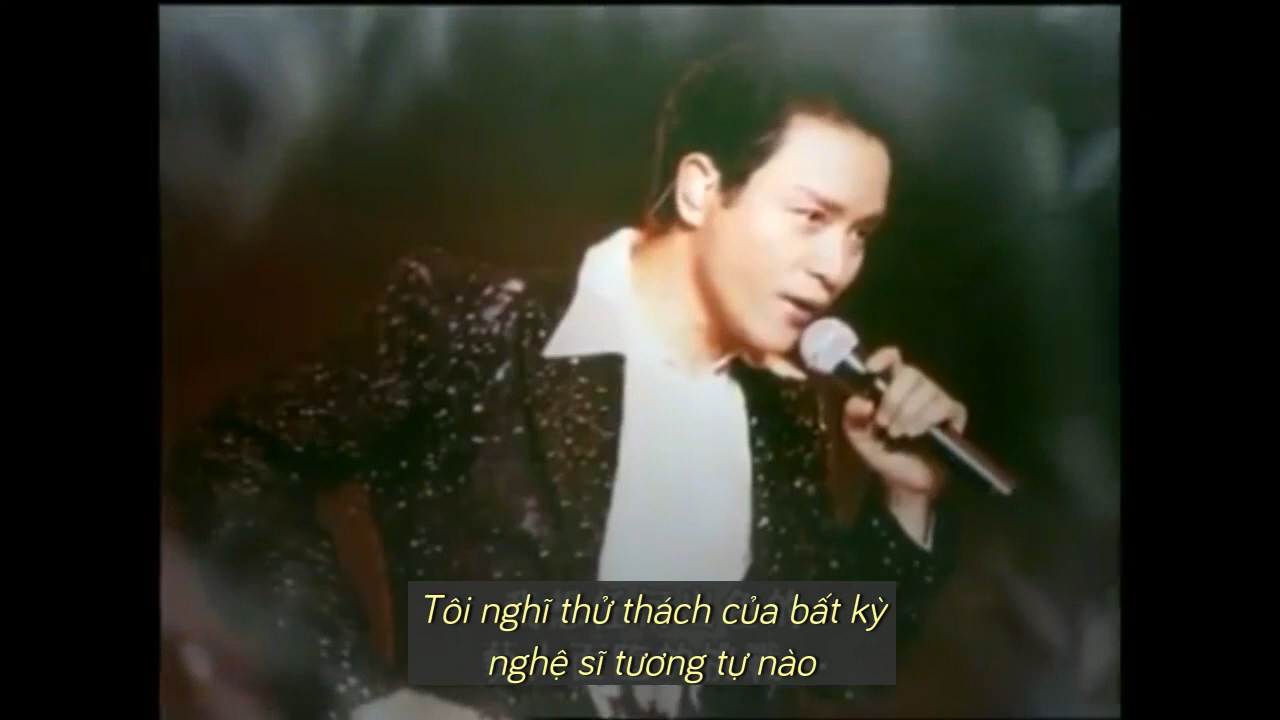 Tôi nghĩ thử thách của bất kỳ
nghệ sĩ tương tự nào